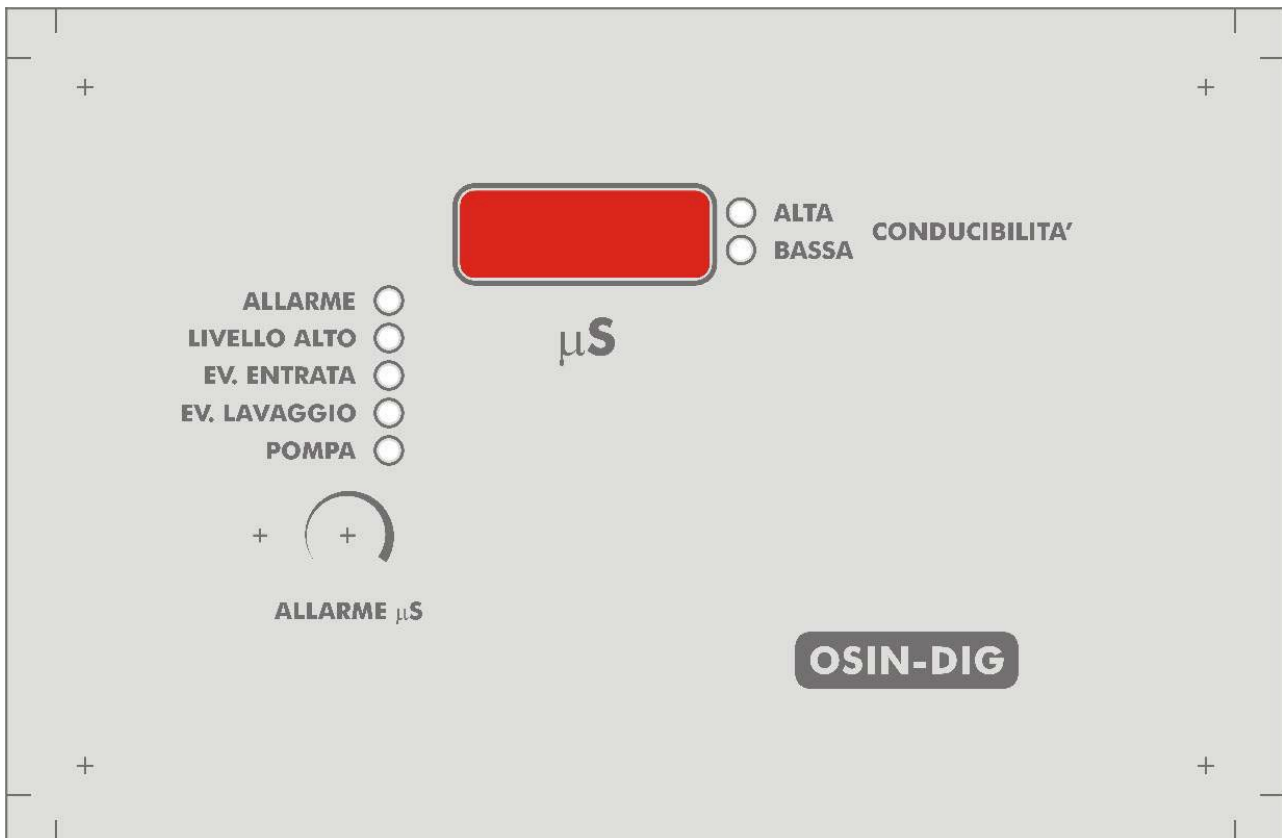 ALTA
BASSA
CONDUCIBILITA’
ALLARME
LIVELLO ALTO
EV. ENTRATA
EV. LAVAGGIO
POMPA
μS
ALLARME μS
OSIN-DIG